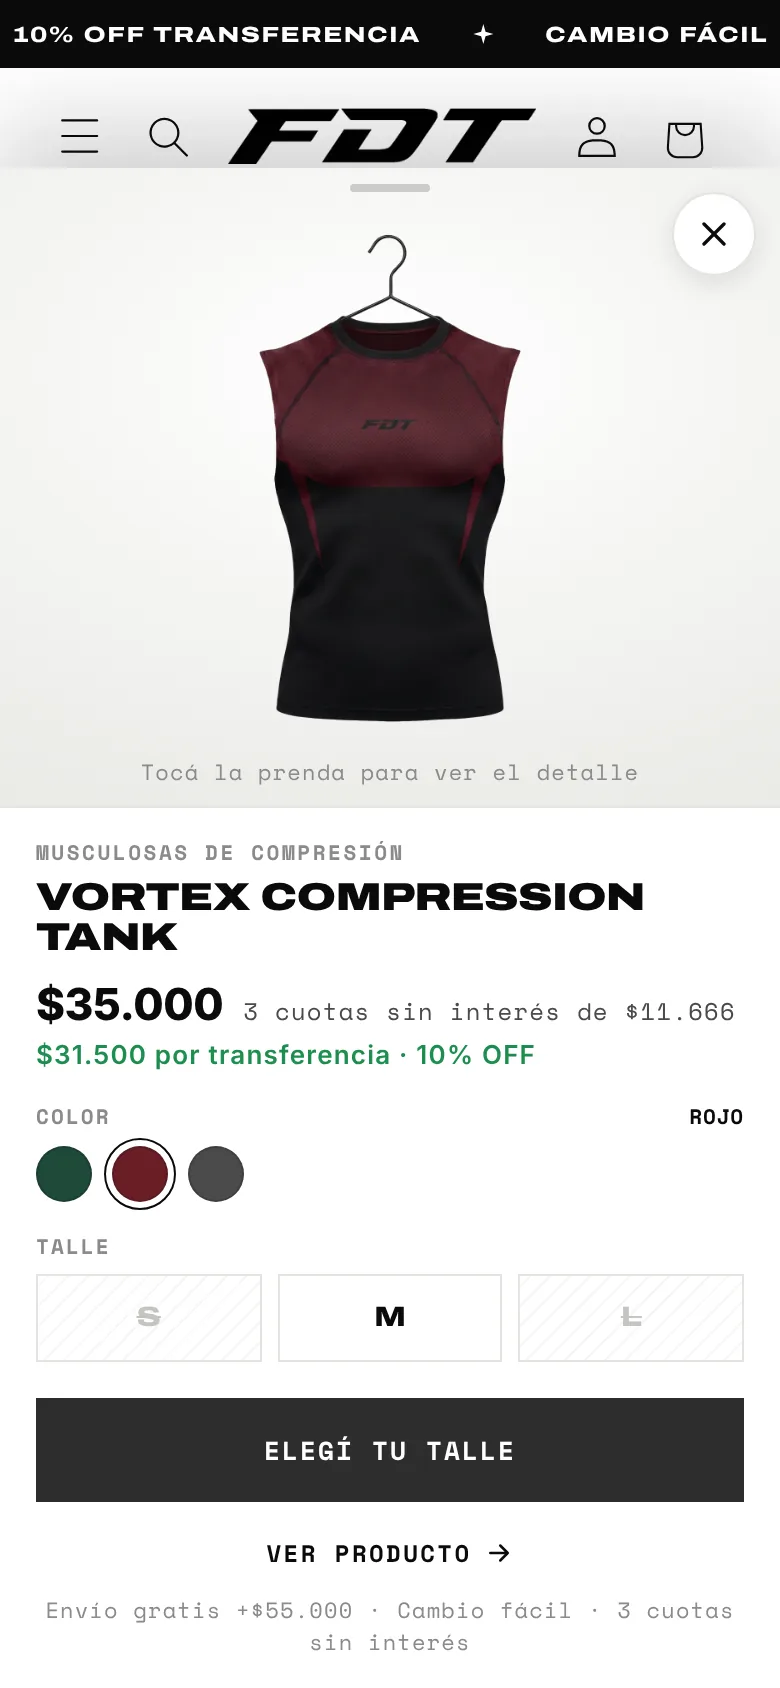 10% OFF TRANSFERENCIA ✦ CAMBIO FÁCIL
FDT
FDT
Tocá la prenda para ver el detalle
MUSCULOSAS DE COMPRESIÓN
VORTEX COMPRESSION
TANK
$35.000 3 cuotas sin interés de $11.666
$31.500 por transferencia · 10% OFF
COLOR ROJO
TALLE
S M L
ELEGÍ TU TALLE
VER PRODUCTO →
Envío gratis +$55.000 · Cambio fácil · 3 cuotas
sin interés